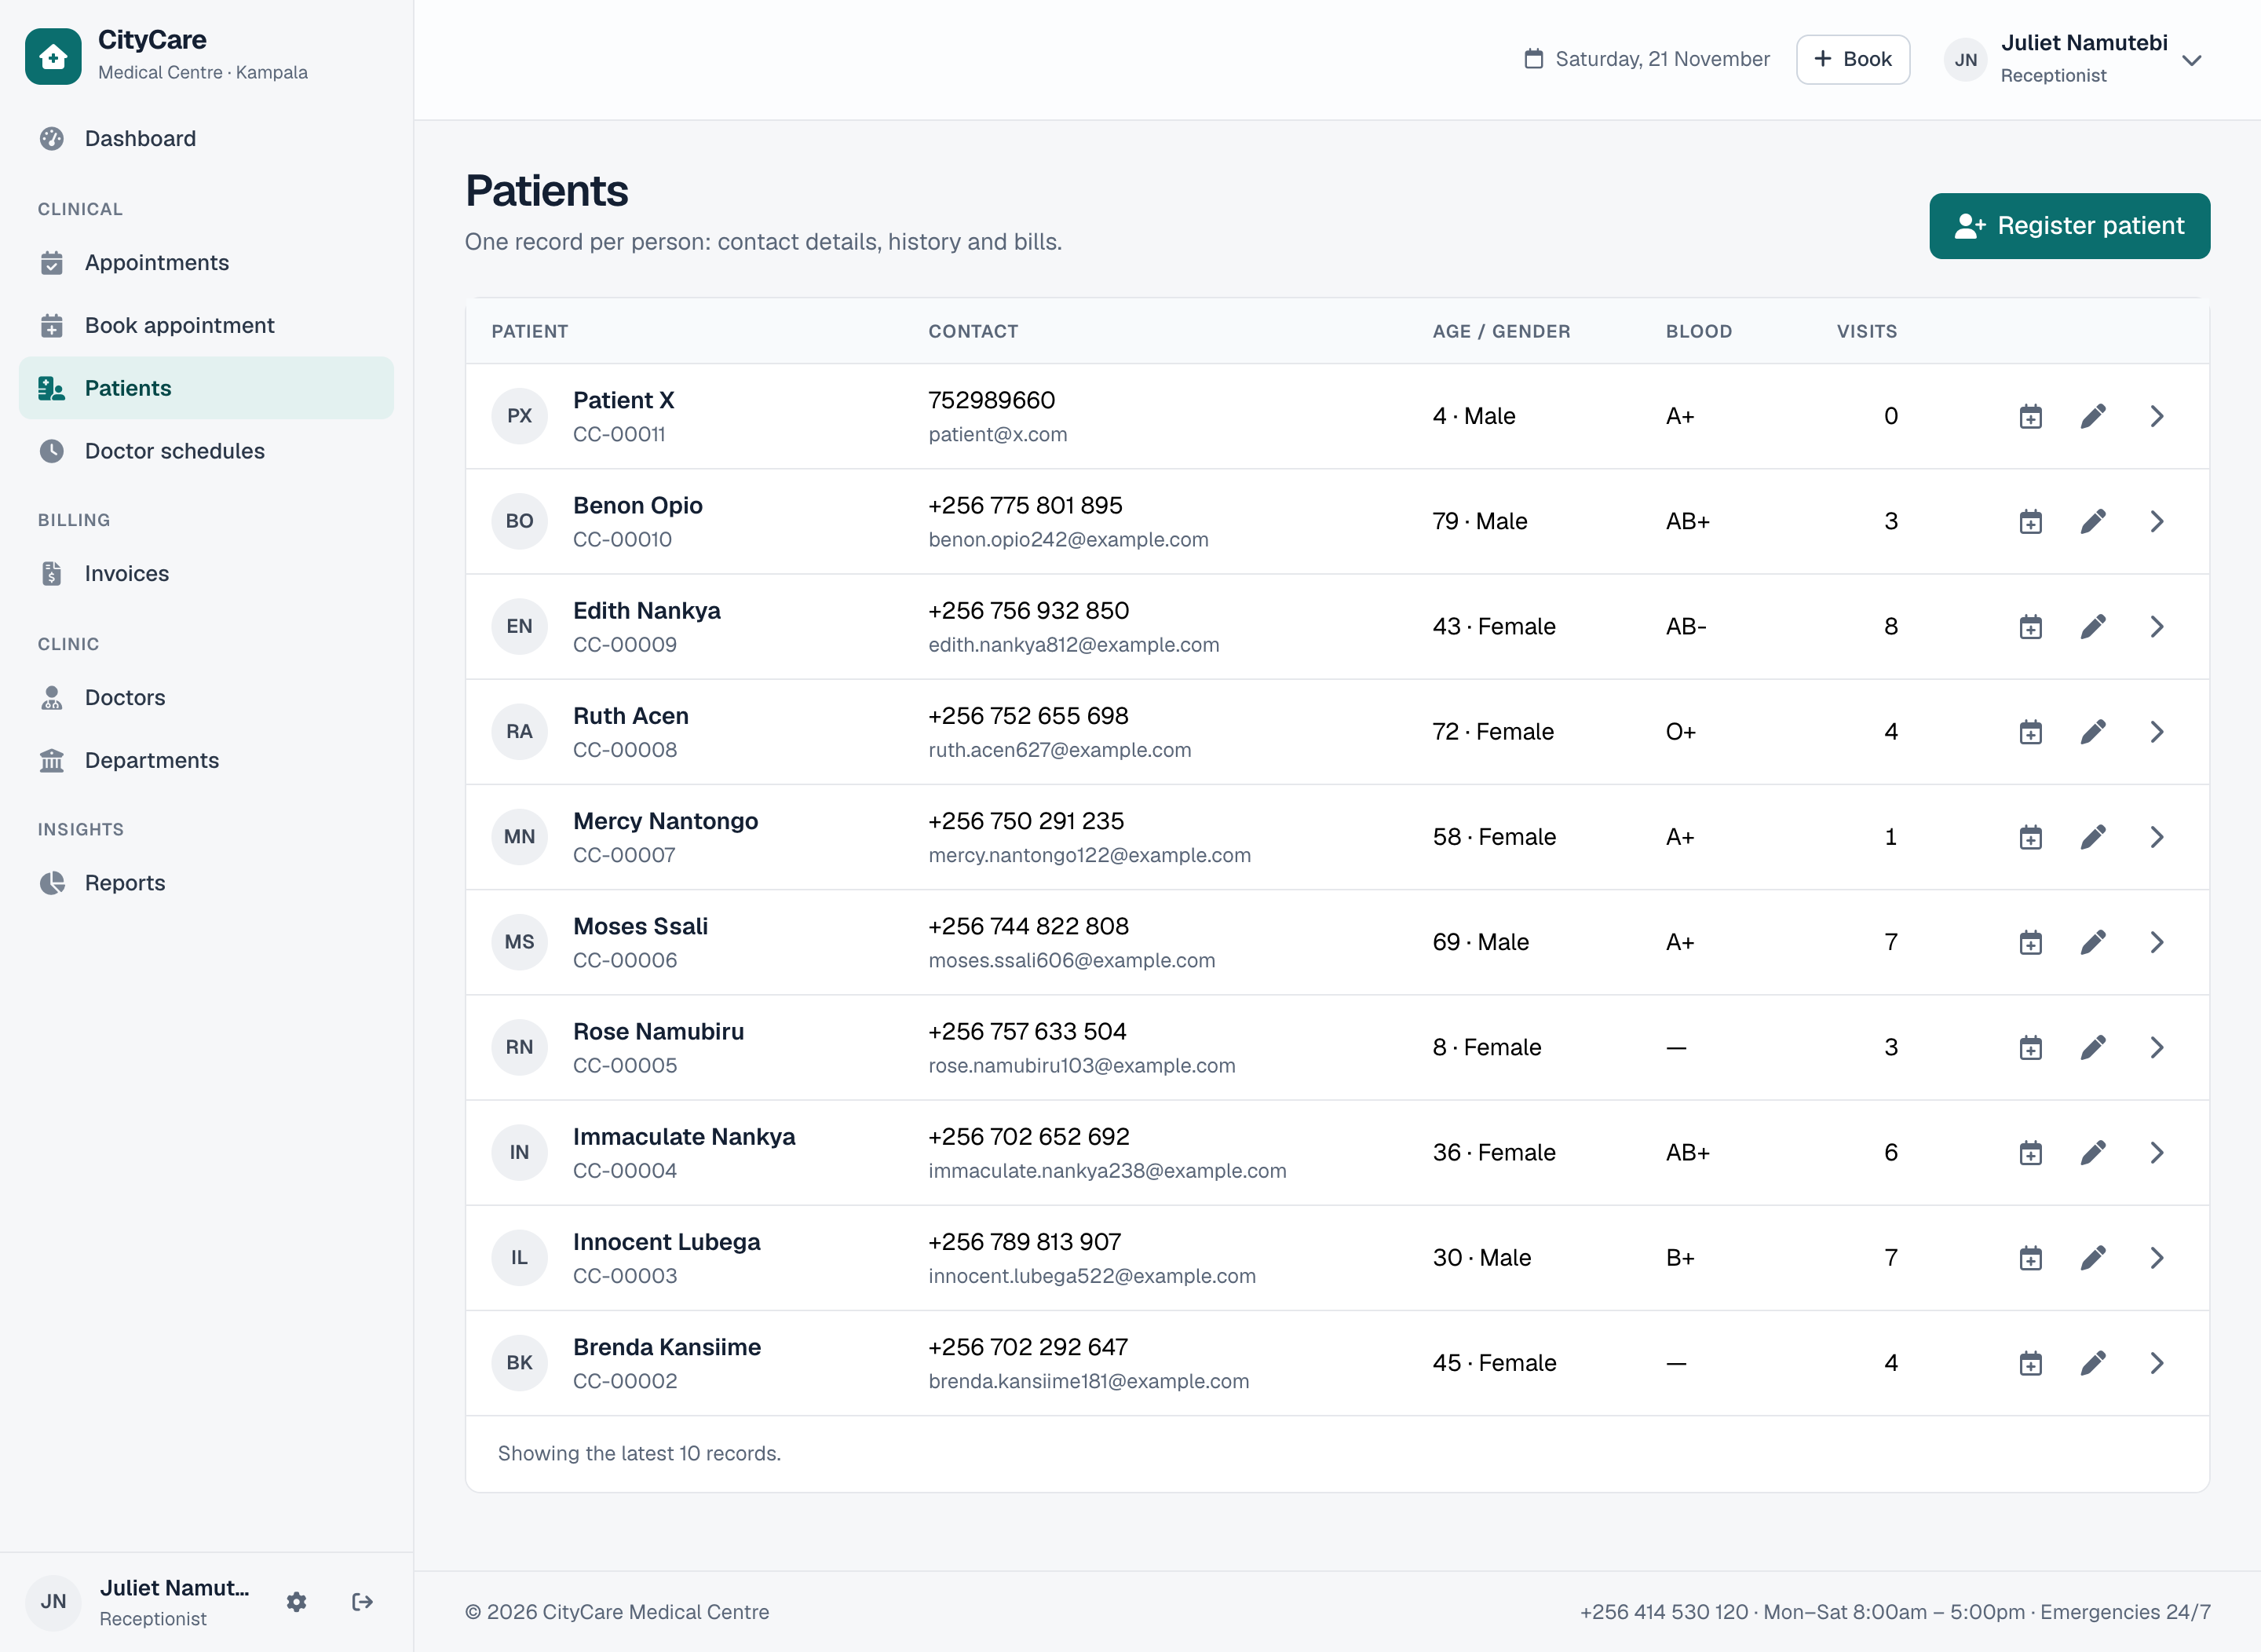 CityCare
Medical Centre · Kampala
Dashboard
CLINICAL
Appointments
Book appointment
Patients
Doctor schedules
BILLING
Invoices
CLINIC
Doctors
Departments
INSIGHTS
Reports
JN
Juliet Namut...
Receptionist
Saturday, 21 November
+ Book
JN
Juliet Namutebi
Receptionist
Patients
One record per person: contact details, history and bills.
Register patient
PATIENT CONTACT AGE / GENDER BLOOD VISITS
PX Patient X 752989660 4 · Male A+ 0
CC-00011 patient@x.com
BO Benon Opio +256 775 801 895 79 · Male AB+ 3
CC-00010 benon.opio242@example.com
EN Edith Nankya +256 756 932 850 43 · Female AB- 8
CC-00009 edith.nankya812@example.com
RA Ruth Acen +256 752 655 698 72 · Female O+ 4
CC-00008 ruth.acen627@example.com
MN Mercy Nantongo +256 750 291 235 58 · Female A+ 1
CC-00007 mercy.nantongo122@example.com
MS Moses Ssali +256 744 822 808 69 · Male A+ 7
CC-00006 moses.ssali606@example.com
RN Rose Namubiru +256 757 633 504 8 · Female — 3
CC-00005 rose.namubiru103@example.com
IN Immaculate Nankya +256 702 652 692 36 · Female AB+ 6
CC-00004 immaculate.nankya238@example.com
IL Innocent Lubega +256 789 813 907 30 · Male B+ 7
CC-00003 innocent.lubega522@example.com
BK Brenda Kansiime +256 702 292 647 45 · Female — 4
CC-00002 brenda.kansiime181@example.com
Showing the latest 10 records.
© 2026 CityCare Medical Centre
+256 414 530 120 · Mon–Sat 8:00am – 5:00pm · Emergencies 24/7